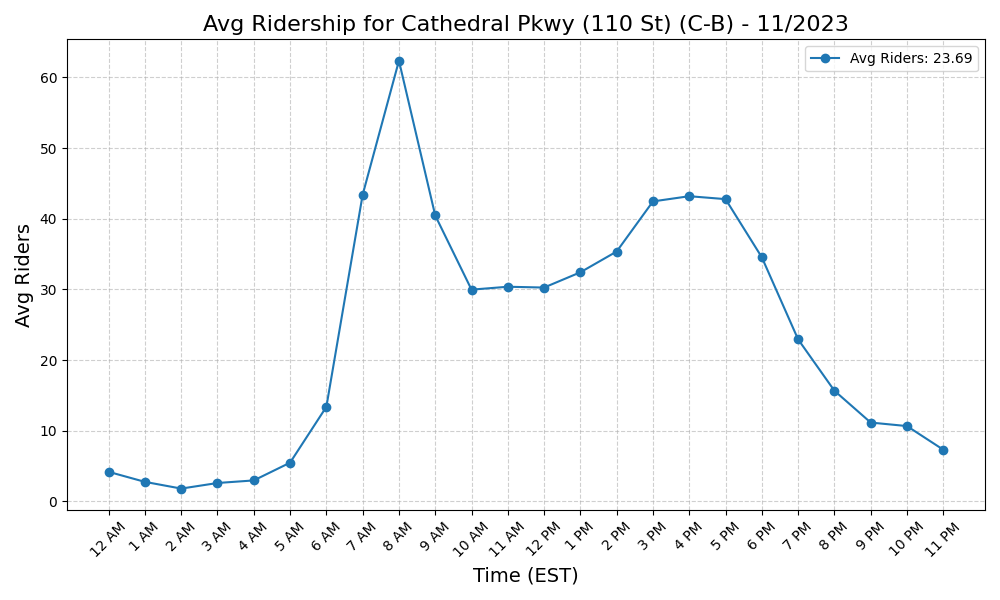 Avg Ridership for Cathedral Pkwy (110 St) (C-B) - 11/2023
Avg Riders: 23.69
Avg Riders
60
50
40
30
20
10
0
12 AM
1 AM
2 AM
3 AM
4 AM
5 AM
6 AM
7 AM
8 AM
9 AM
10 AM
11 AM
12 PM
1 PM
2 PM
3 PM
4 PM
5 PM
6 PM
7 PM
8 PM
9 PM
10 PM
11 PM
Time (EST)